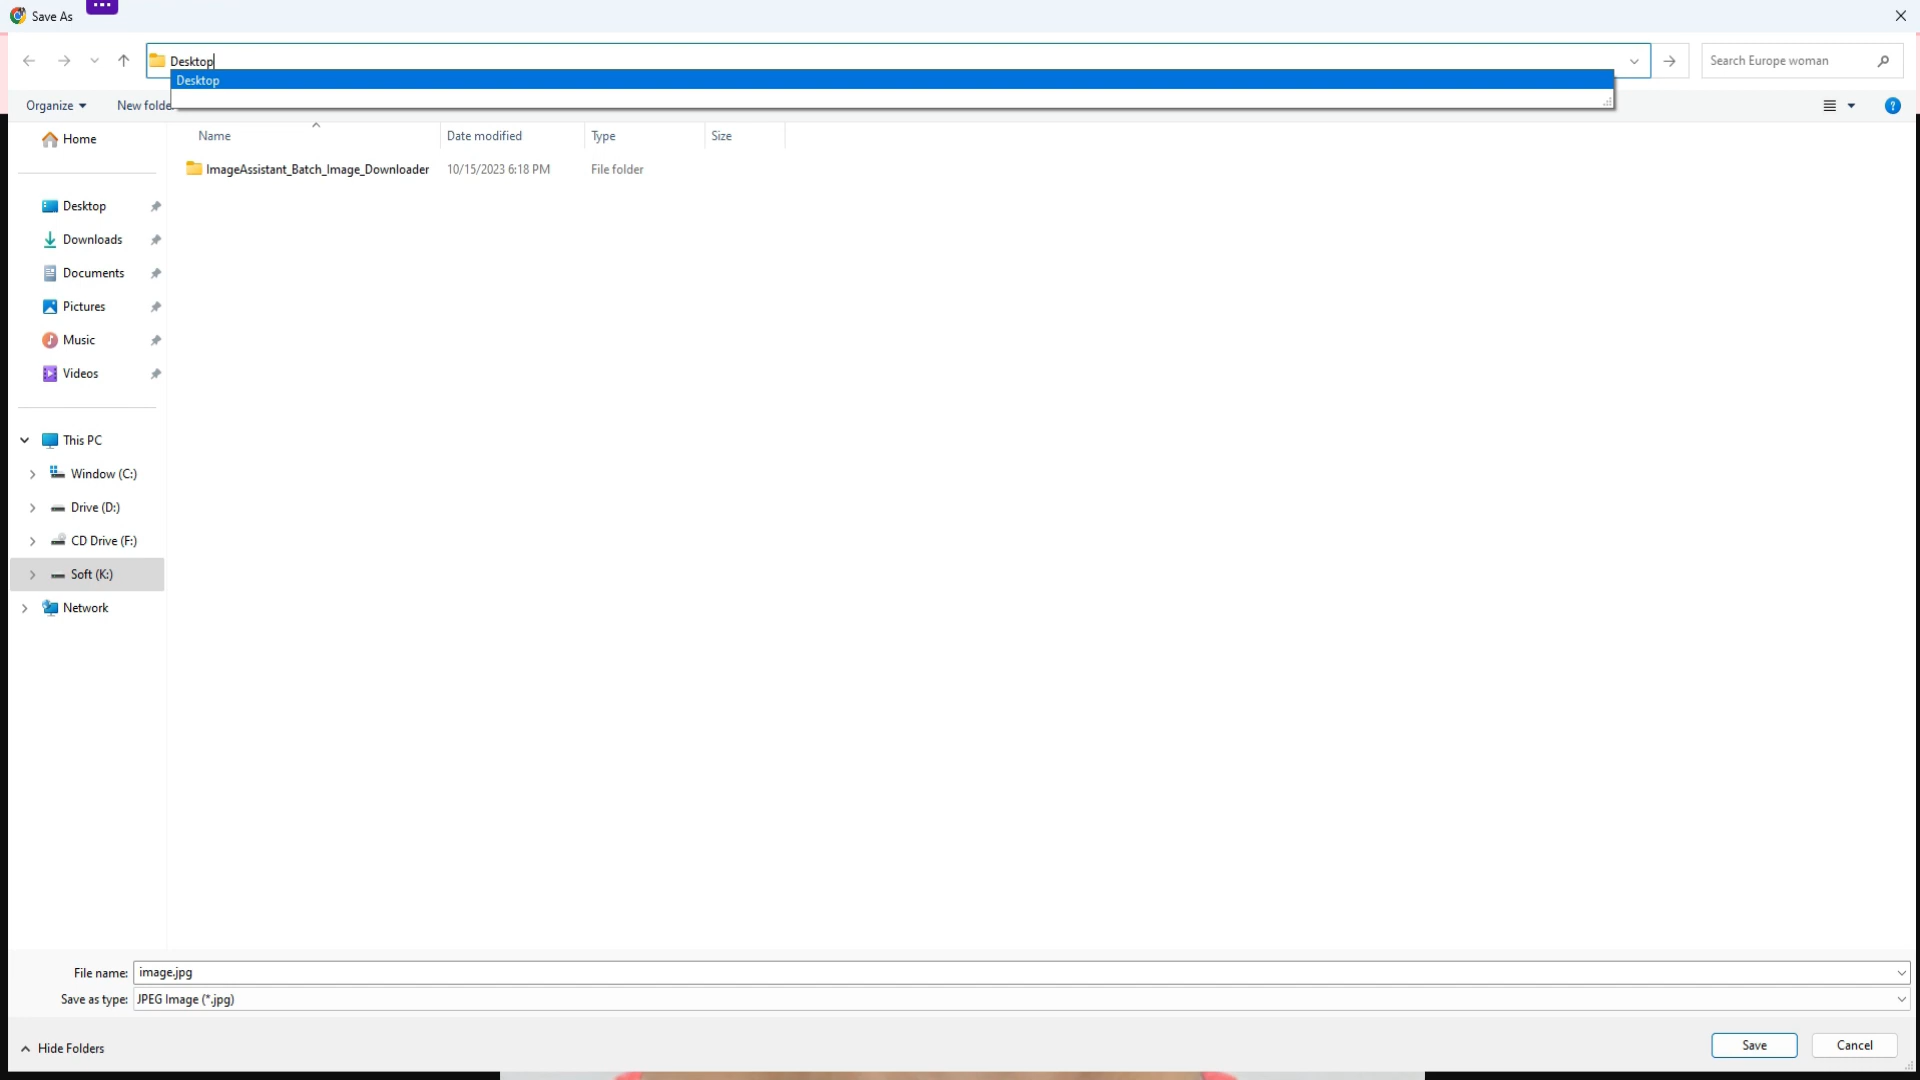 Save As
Desktop
Search Europe woman
Desktop
Organize
New folde
Home
Name
Date modified
Type
Size
ImageAssistant_Batch_Image_Downloader
10/15/2023 6:18 PM
File folder
Desktop
Downloads
Documents
Pictures
Music
Videos
This PC
Window (C:)
Drive (D:)
CD Drive (F:)
Soft (K:)
Network
File name: image.jpg
Save as type: JPEG Image (*.jpg)
Hide Folders
Save
Cancel